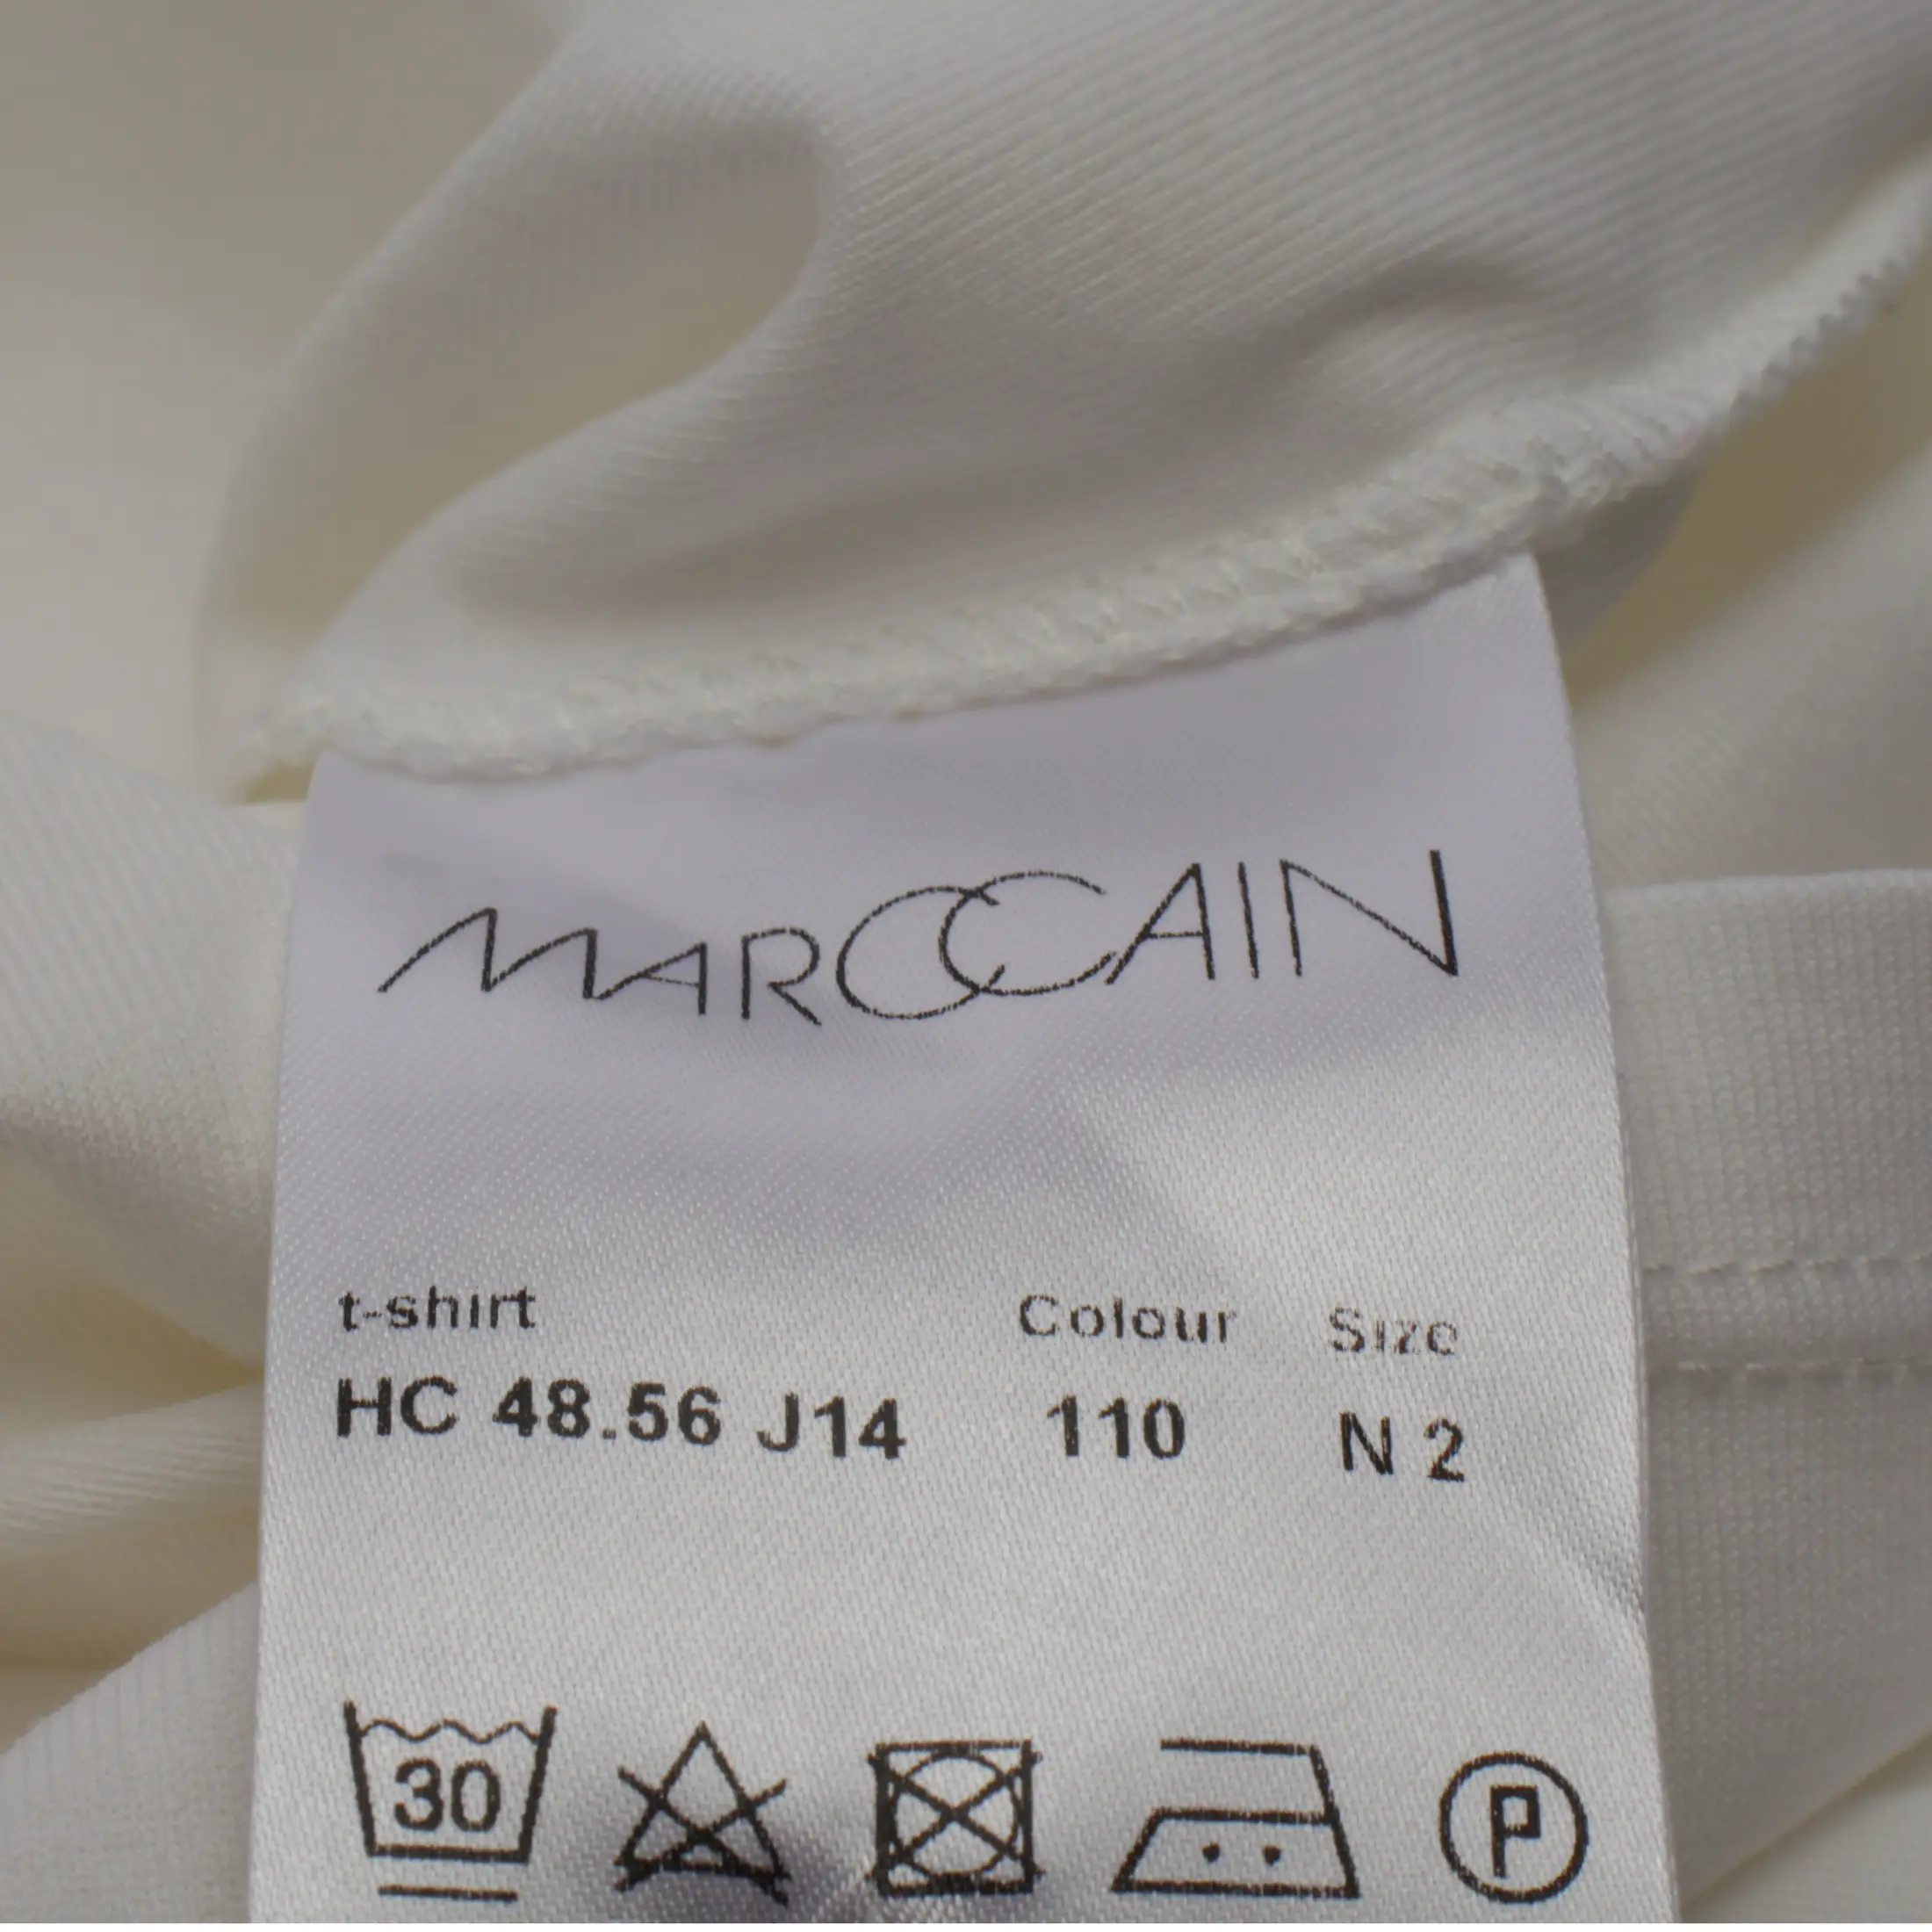 MARCCAIN
t-shirt Colour Size
HC 48.56 J14 110 N 2
30 P